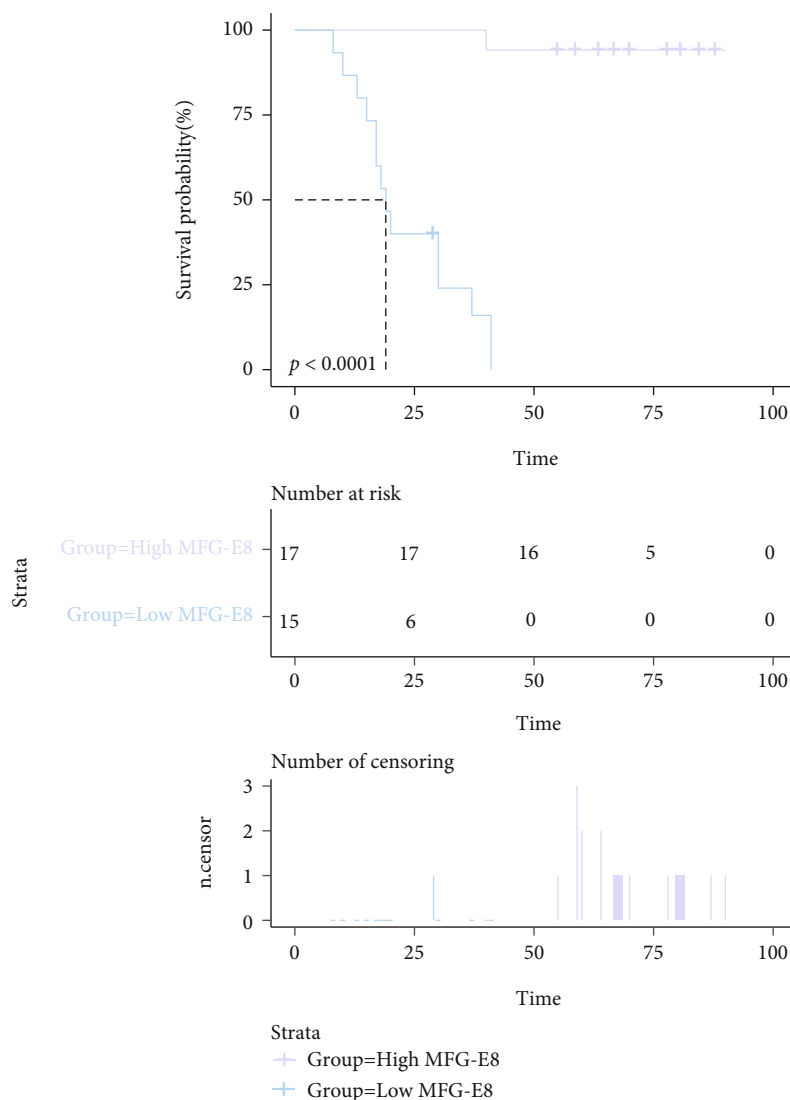 100
75
50
25
0
Survival probability(%)
p < 0.0001
0 25 50 75 100
Time
Number at risk
Strata
Group=High MFG-E8 17 17 16 5 0
Group=Low MFG-E8 15 6 0 0 0
0 25 50 75 100
Time
Number of censoring
3
2
1
0
n.censor
0 25 50 75 100
Time
Strata
Group=High MFG-E8
Group=Low MFG-E8